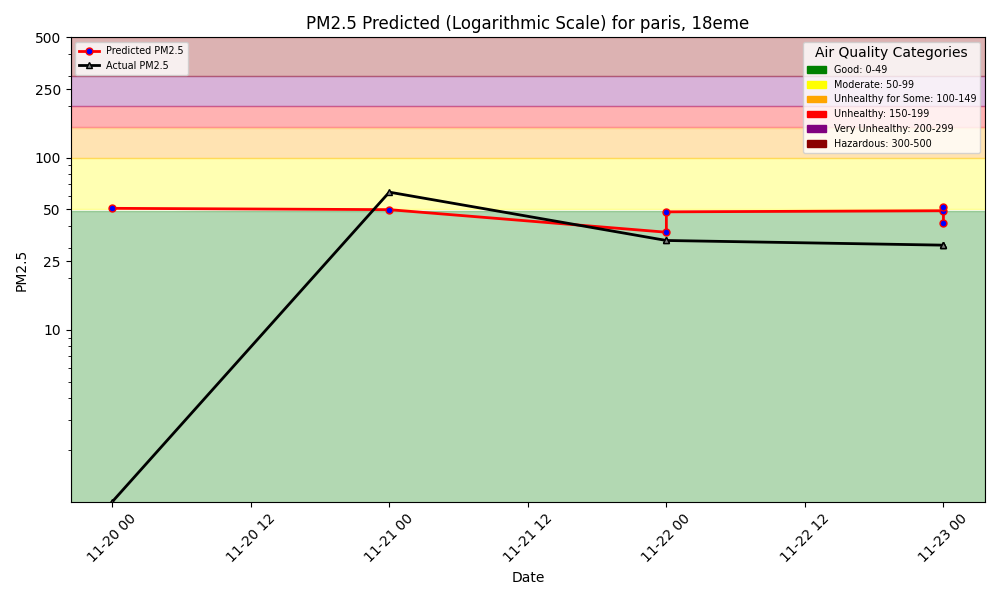 PM2.5 Predicted (Logarithmic Scale) for paris, 18eme
Predicted PM2.5
Actual PM2.5
Air Quality Categories
Good: 0-49
Moderate: 50-99
Unhealthy for Some: 100-149
Unhealthy: 150-199
Very Unhealthy: 200-299
Hazardous: 300-500
500
250
100
50
25
10
PM2.5
11-20 00
11-20 12
11-21 00
11-21 12
11-22 00
11-22 12
11-23 00
Date